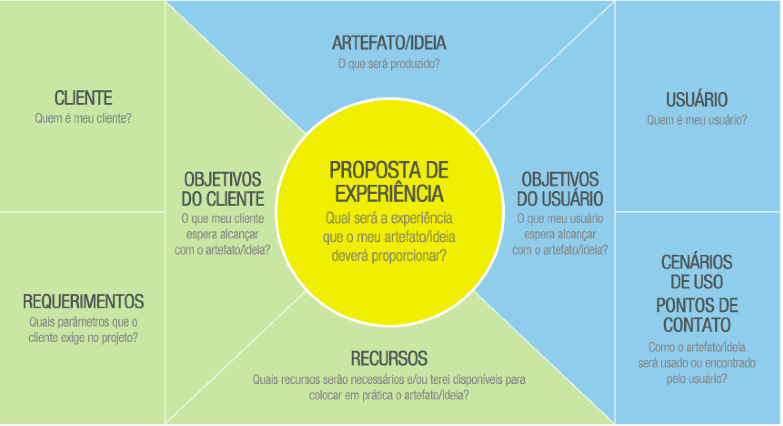 ARTEFATO/IDEIA
O que será produzido?
CLIENTE
Quem é meu cliente?
USUÁRIO
Quem é meu usuário?
OBJETIVOS
DO CLIENTE
O que meu cliente
espera alcançar
com o artefato/ideia?
PROPOSTA DE
EXPERIÊNCIA
Qual será a experiência
que o meu artefato/ideia
deverá proporcionar?
OBJETIVOS
DO USUÁRIO
O que meu usuário
espera alcançar
com o artefato/ideia?
REQUERIMENTOS
Quais parâmetros que o
cliente exige no projeto?
CENÁRIOS
DE USO
PONTOS DE
CONTATO
Como o artefato/ideia
será usado ou encontrado
pelo usuário?
RECURSOS
Quais recursos serão necessários e/ou terei disponíveis para
colocar em prática o artefato/ideia?